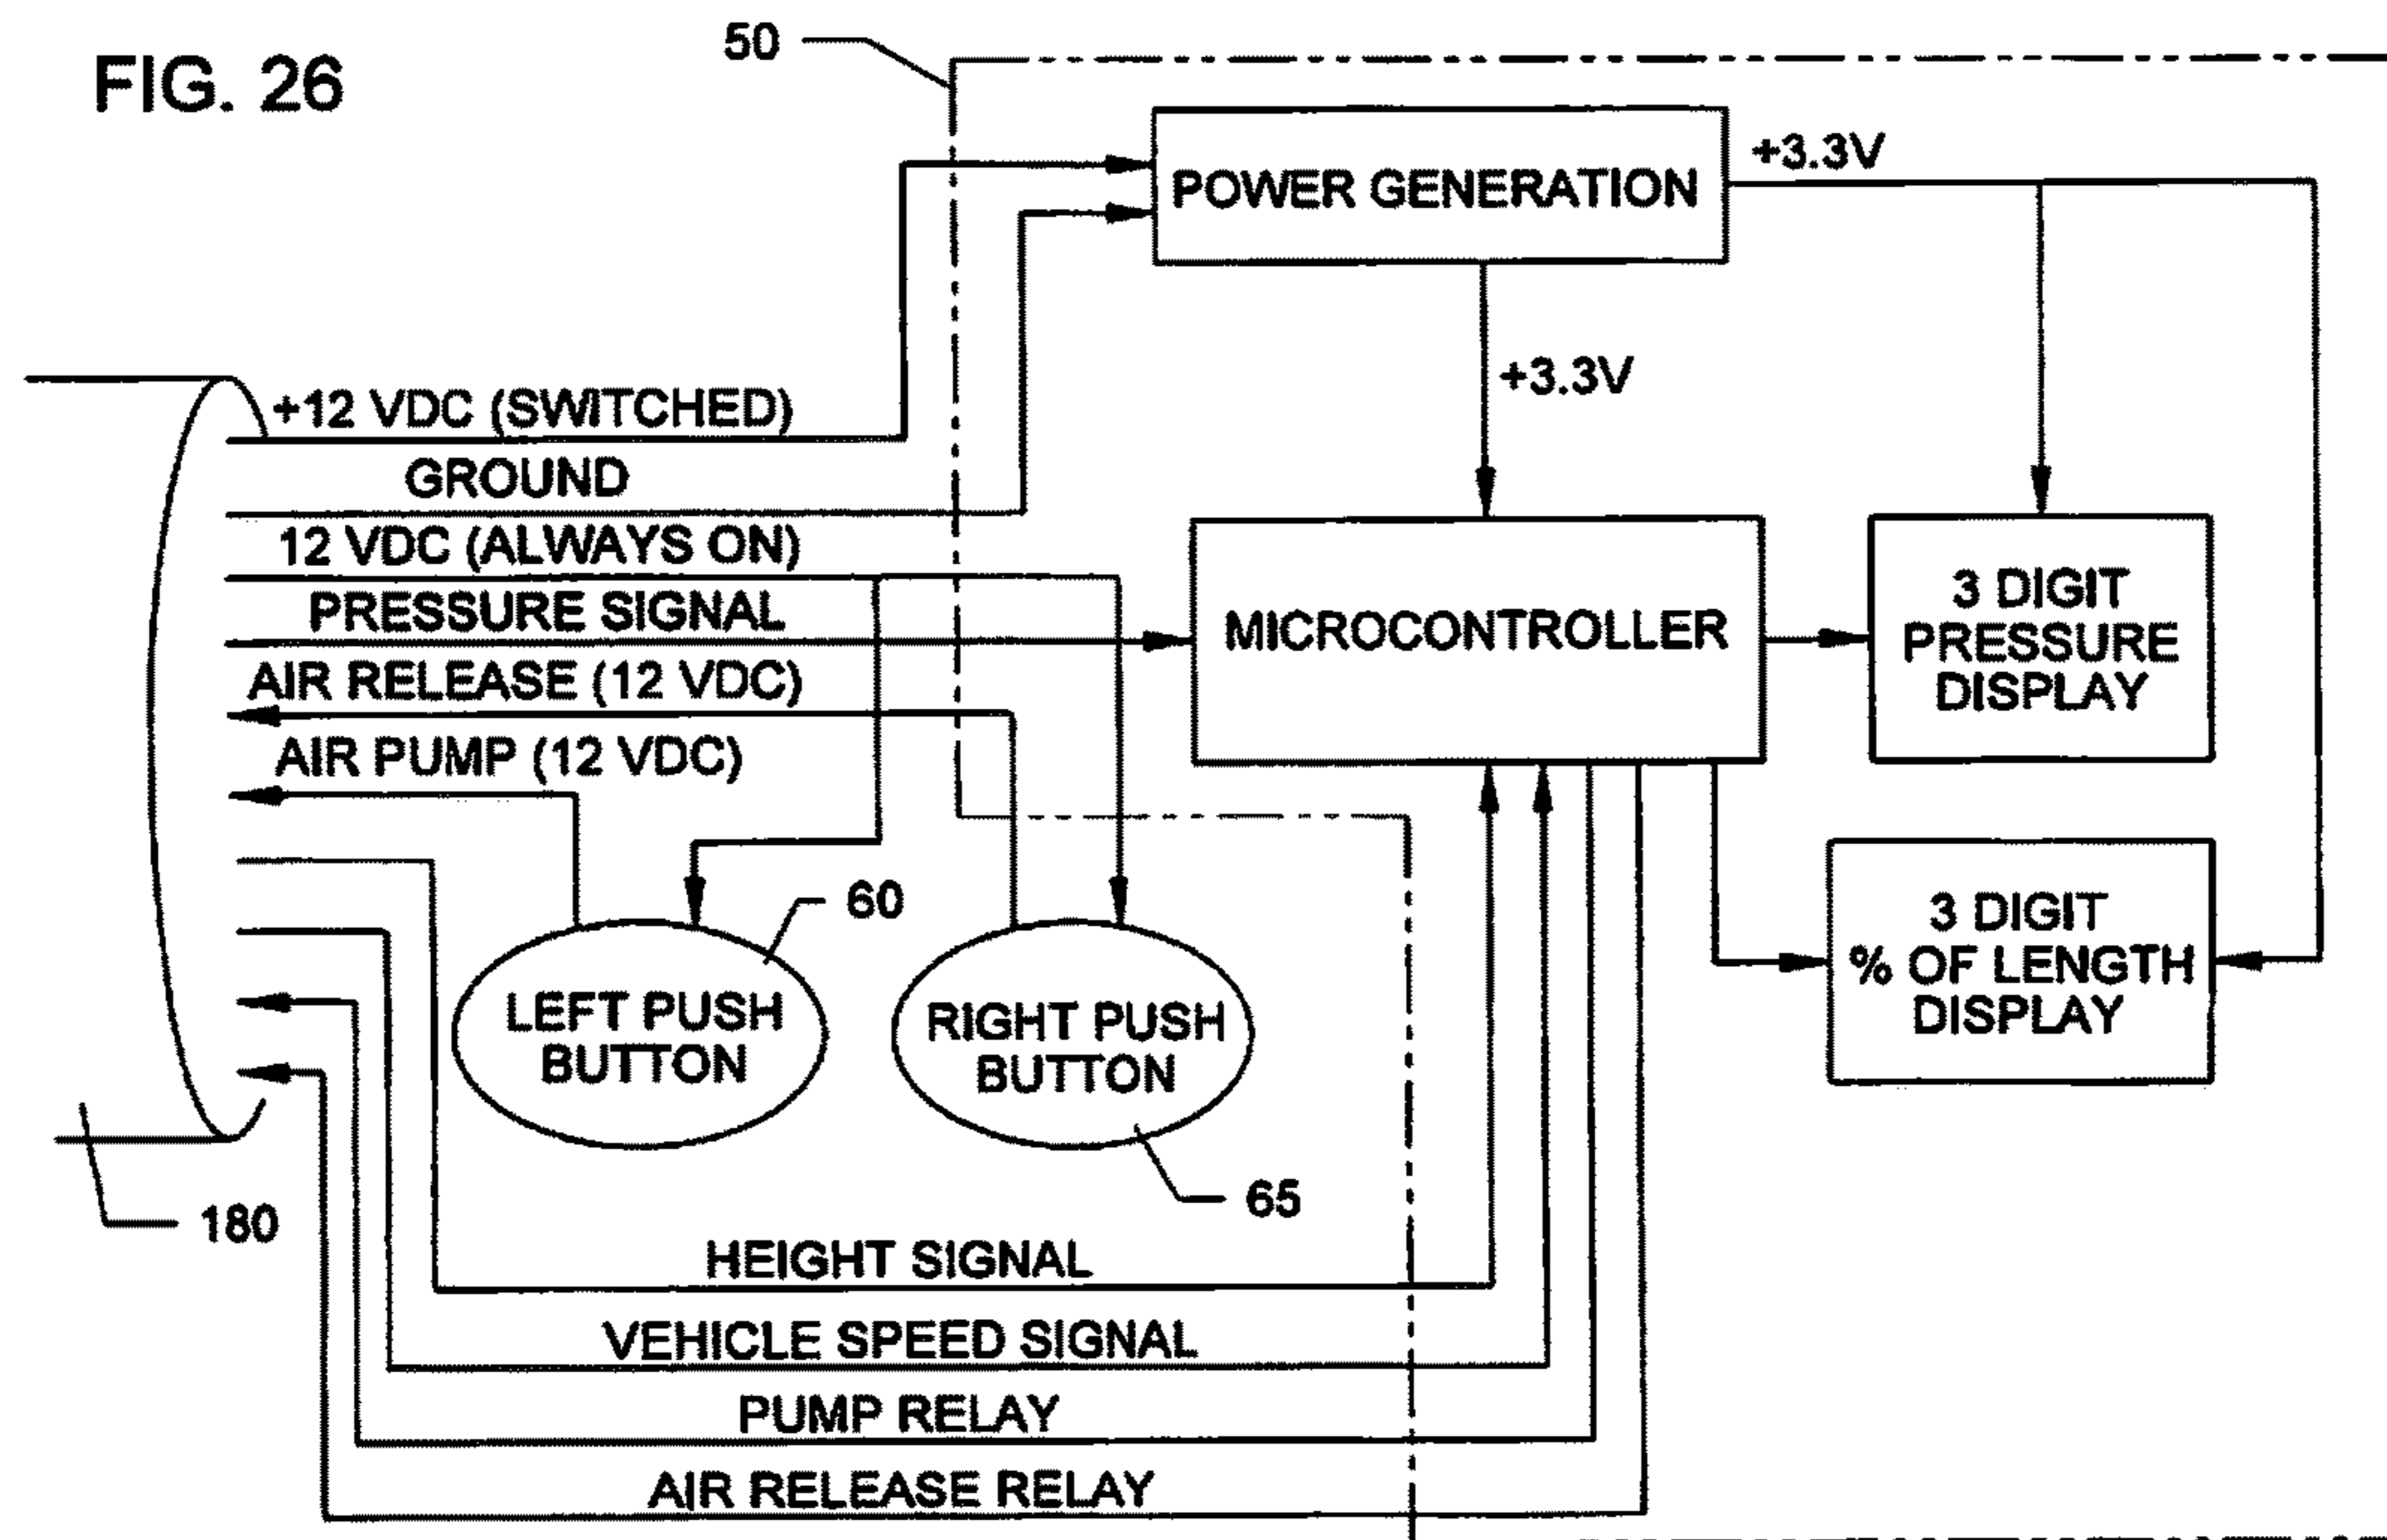 FIG. 26
50
POWER GENERATION
+3.3V
+3.3V
+12 VDC (SWITCHED)
GROUND
12 VDC (ALWAYS ON)
PRESSURE SIGNAL
AIR RELEASE (12 VDC)
AIR PUMP (12 VDC)
MICROCONTROLLER
3 DIGIT
PRESSURE
DISPLAY
3 DIGIT
% OF LENGTH
DISPLAY
60
LEFT PUSH
BUTTON
RIGHT PUSH
BUTTON
65
180
HEIGHT SIGNAL
VEHICLE SPEED SIGNAL
PUMP RELAY
AIR RELEASE RELAY